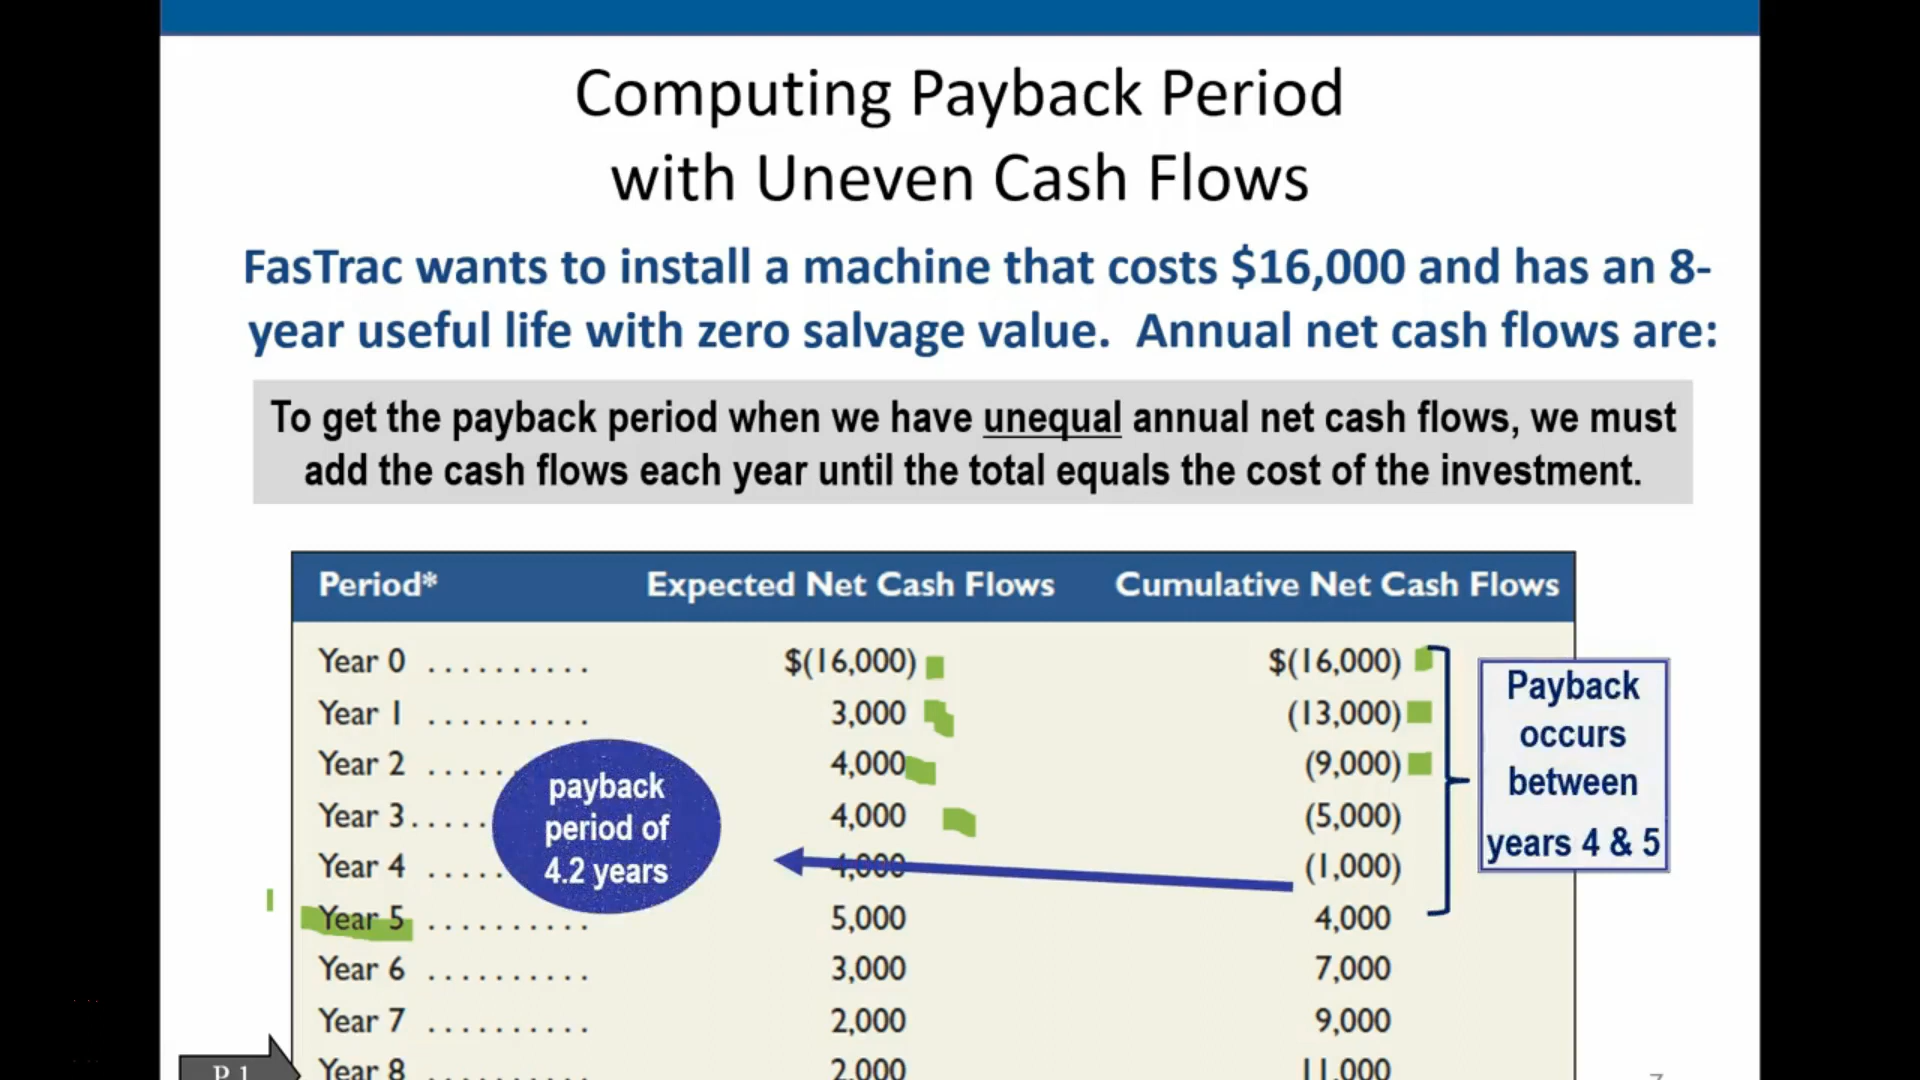 Computing Payback Period
with Uneven Cash Flows
FasTrac wants to install a machine that costs $16,000 and has an 8-
year useful life with zero salvage value. Annual net cash flows are:
To get the payback period when we have unequal annual net cash flows, we must
add the cash flows each year until the total equals the cost of the investment.
Period* Expected Net Cash Flows Cumulative Net Cash Flows
Year 0 .......... $(16,000) $(16,000)
Year 1 .......... 3,000 (13,000)
Year 2 ..... 4,000 (9,000)
Year 3 ..... 4,000 (5,000)
Year 4 ..... 4,000 (1,000)
Year 5 .......... 5,000 4,000
Year 6 .......... 3,000 7,000
Year 7 .......... 2,000 9,000
Year 8 .......... 2,000 11,000
payback
period of
4.2 years
Payback
occurs
between
years 4 & 5
P 1
7